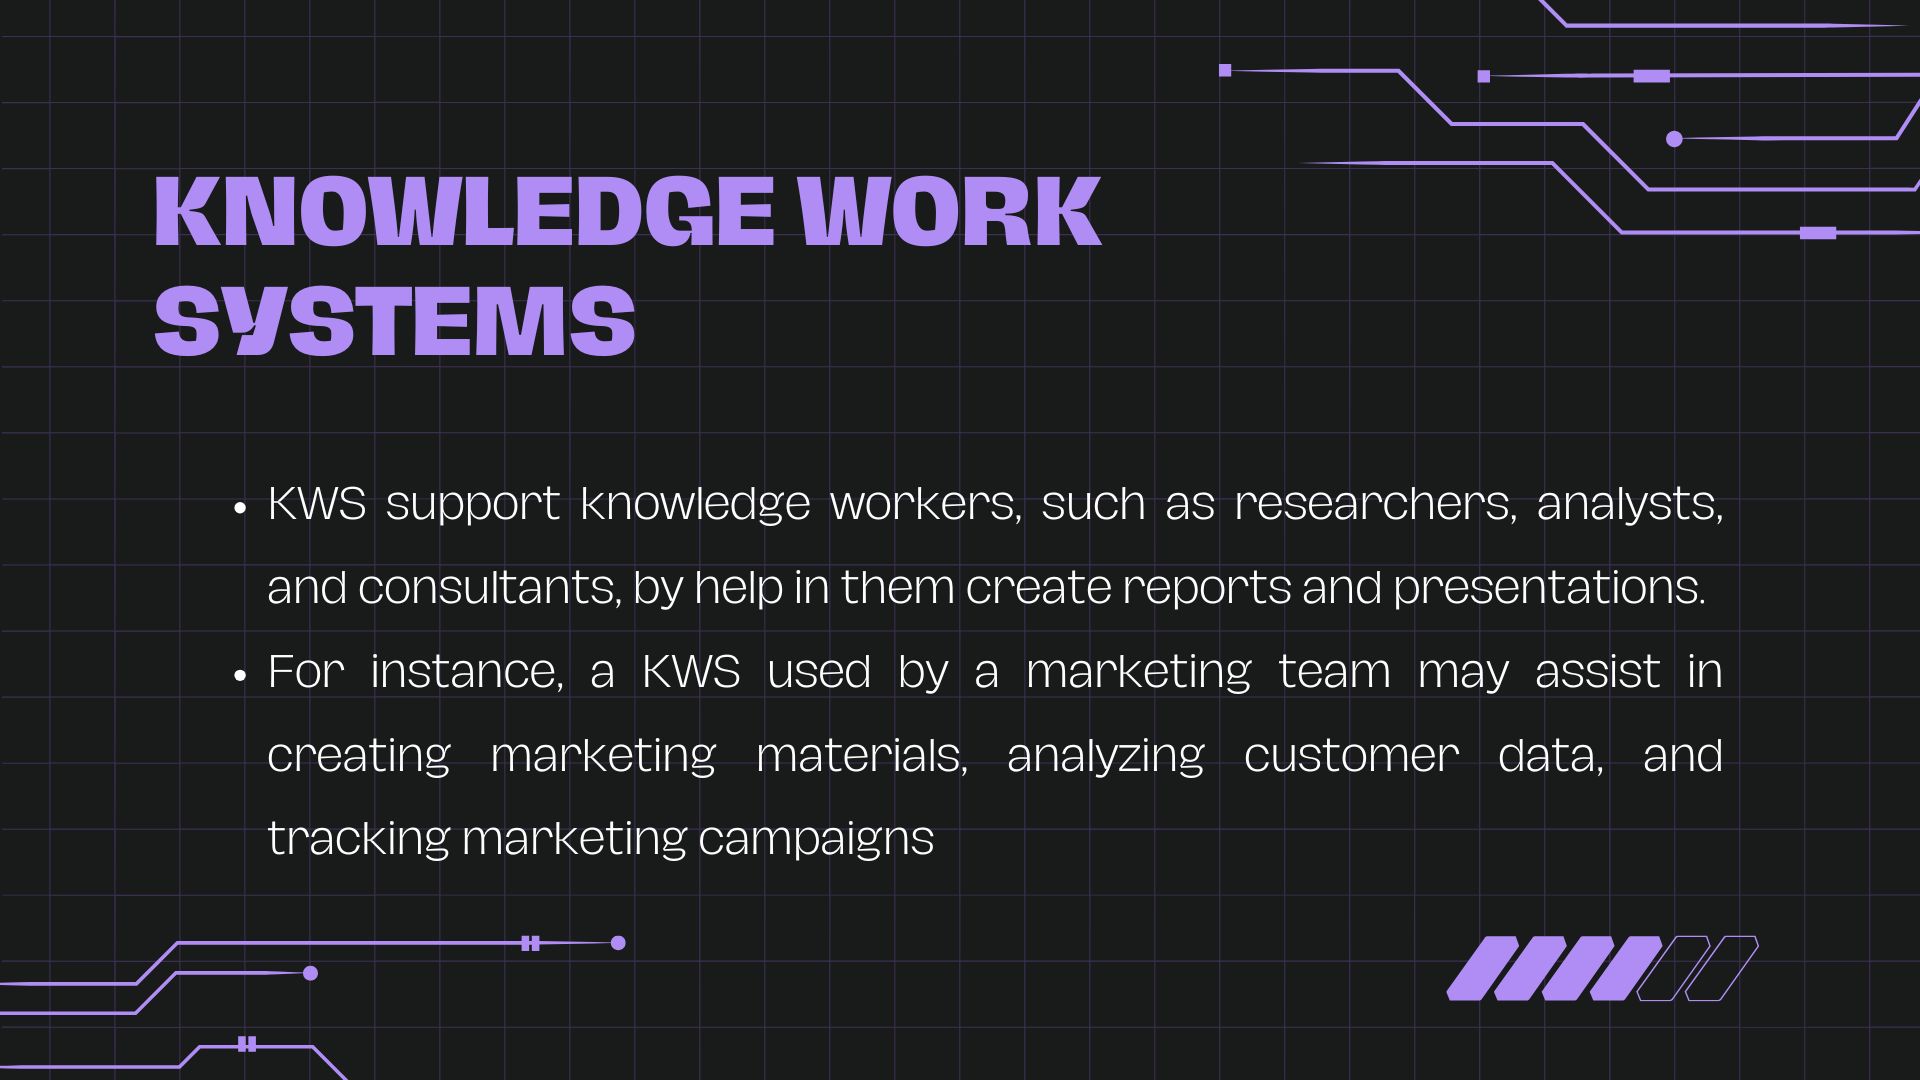 KNOWLEDGE WORK
SYSTEMS
• KWS support knowledge workers, such as researchers, analysts,
and consultants, by help in them create reports and presentations.
• For instance, a KWS used by a marketing team may assist in
creating marketing materials, analyzing customer data, and
tracking marketing campaigns